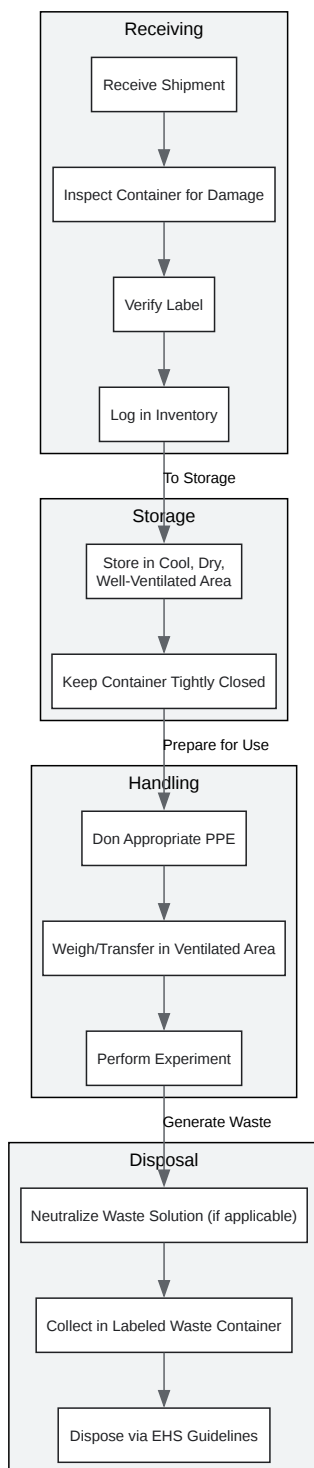 Receiving
Receive Shipment
Inspect Container for Damage
Verify Label
Log in Inventory
To Storage
Storage
Store in Cool, Dry,
Well-Ventilated Area
Keep Container Tightly Closed
Prepare for Use
Handling
Don Appropriate PPE
Weigh/Transfer in Ventilated Area
Perform Experiment
Generate Waste
Disposal
Neutralize Waste Solution (if applicable)
Collect in Labeled Waste Container
Dispose via EHS Guidelines